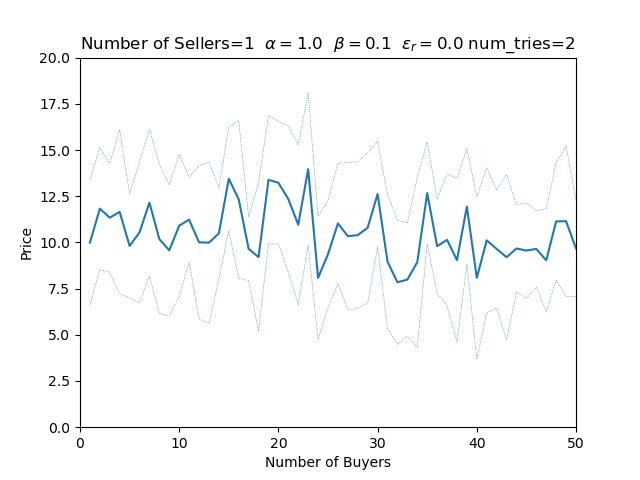 Number of Sellers=1 α = 1.0 β = 0.1 ε_r = 0.0 num_tries=2
20.0
17.5
15.0
12.5
10.0
7.5
5.0
2.5
0.0
Price
0 10 20 30 40 50
Number of Buyers